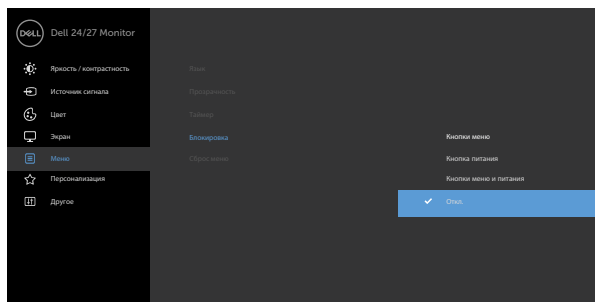 DELL Dell 24/27 Monitor
Яркость / контрастность
Язык
Источник сигнала
Прозрачность
Цвет
Таймер
Экран
Блокировка
Кнопки меню
Меню
Сброс меню
Кнопка питания
Персонализация
Кнопки меню и питания
Другое
Откл.